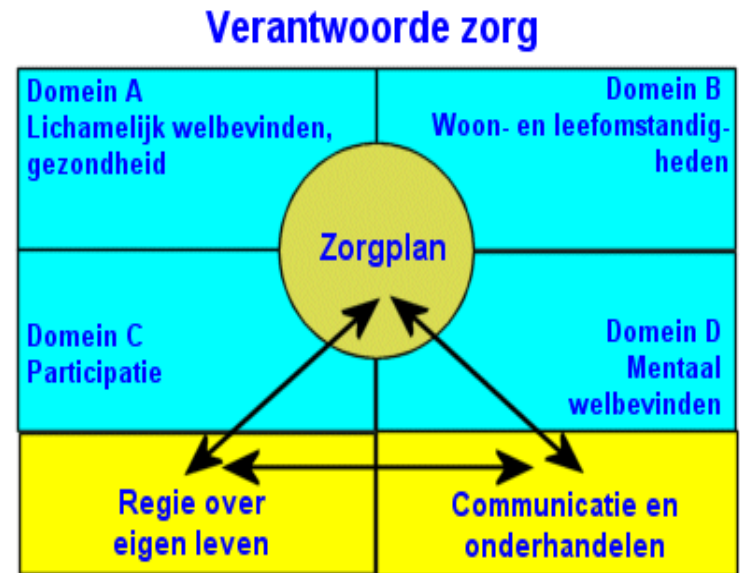 Verantwoorde zorg
Domein A
Lichamelijk welbevinden,
gezondheid
Domein B
Woon- en leefomstandig-
heden
Zorgplan
Domein C
Participatie
Domein D
Mentaal
welbevinden
Regie over
eigen leven
Communicatie en
onderhandelen